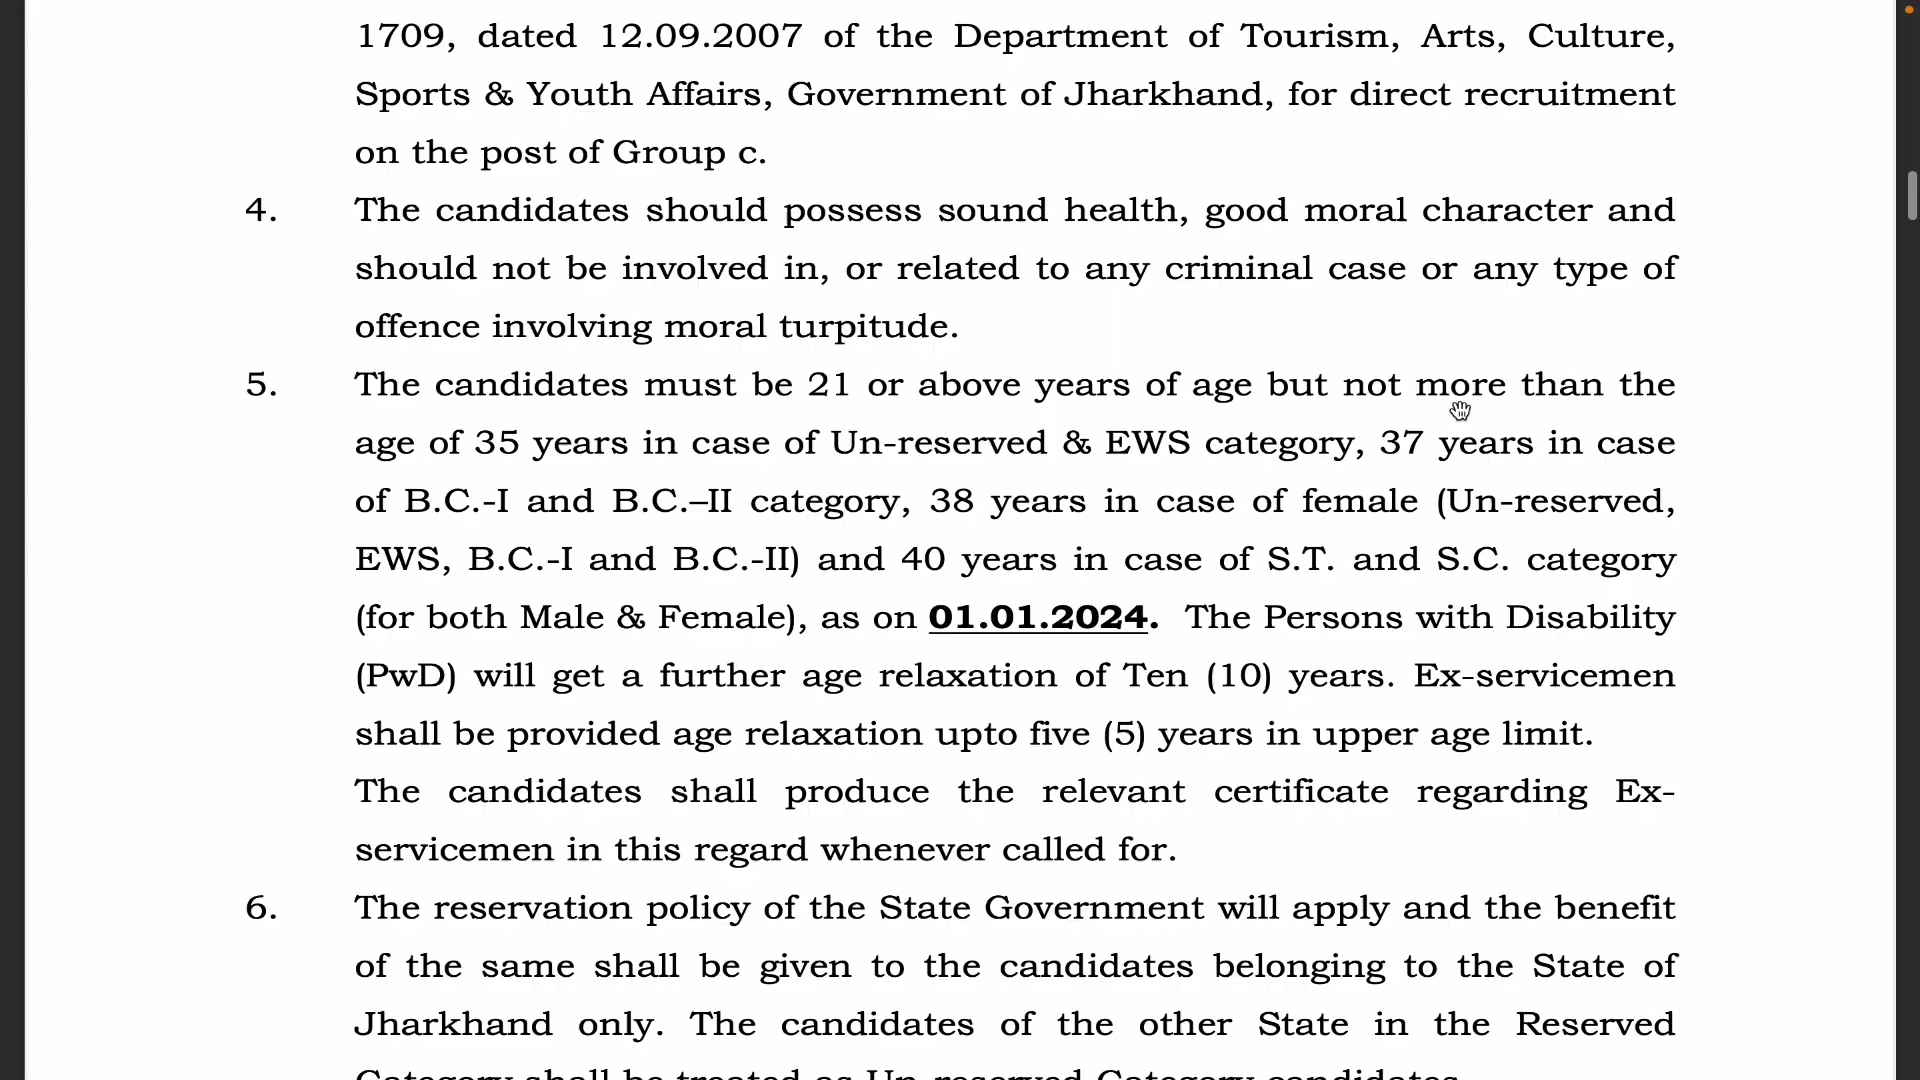 1709, dated 12.09.2007 of the Department of Tourism, Arts, Culture,
Sports & Youth Affairs, Government of Jharkhand, for direct recruitment
on the post of Group c.
4. The candidates should possess sound health, good moral character and
should not be involved in, or related to any criminal case or any type of
offence involving moral turpitude.
5. The candidates must be 21 or above years of age but not more than the
age of 35 years in case of Un-reserved & EWS category, 37 years in case
of B.C.-I and B.C.–II category, 38 years in case of female (Un-reserved,
EWS, B.C.-I and B.C.-II) and 40 years in case of S.T. and S.C. category
(for both Male & Female), as on 01.01.2024. The Persons with Disability
(PwD) will get a further age relaxation of Ten (10) years. Ex-servicemen
shall be provided age relaxation upto five (5) years in upper age limit.
The candidates shall produce the relevant certificate regarding Ex-
servicemen in this regard whenever called for.
6. The reservation policy of the State Government will apply and the benefit
of the same shall be given to the candidates belonging to the State of
Jharkhand only. The candidates of the other State in the Reserved
Category shall be treated as Un-reserved Category candidates.